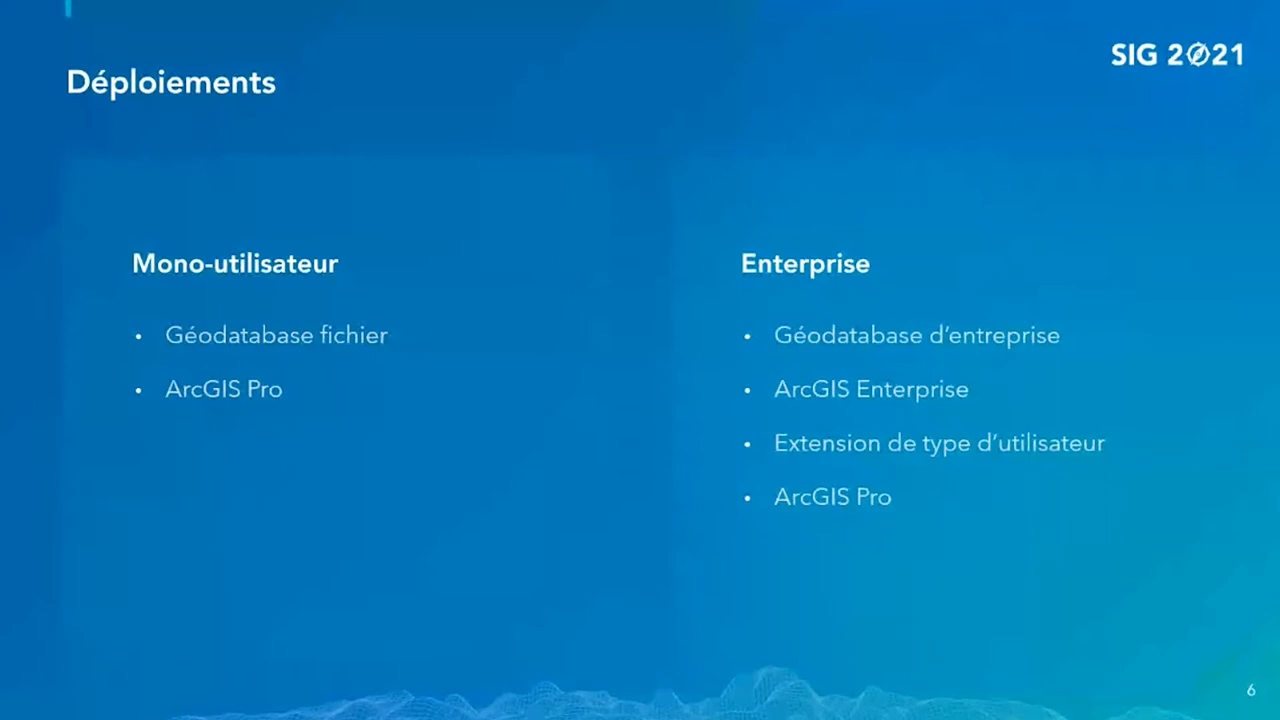 SIG 2021
Déploiements
Mono-utilisateur
• Géodatabase fichier
• ArcGIS Pro
Enterprise
• Géodatabase d’entreprise
• ArcGIS Enterprise
• Extension de type d’utilisateur
• ArcGIS Pro
6